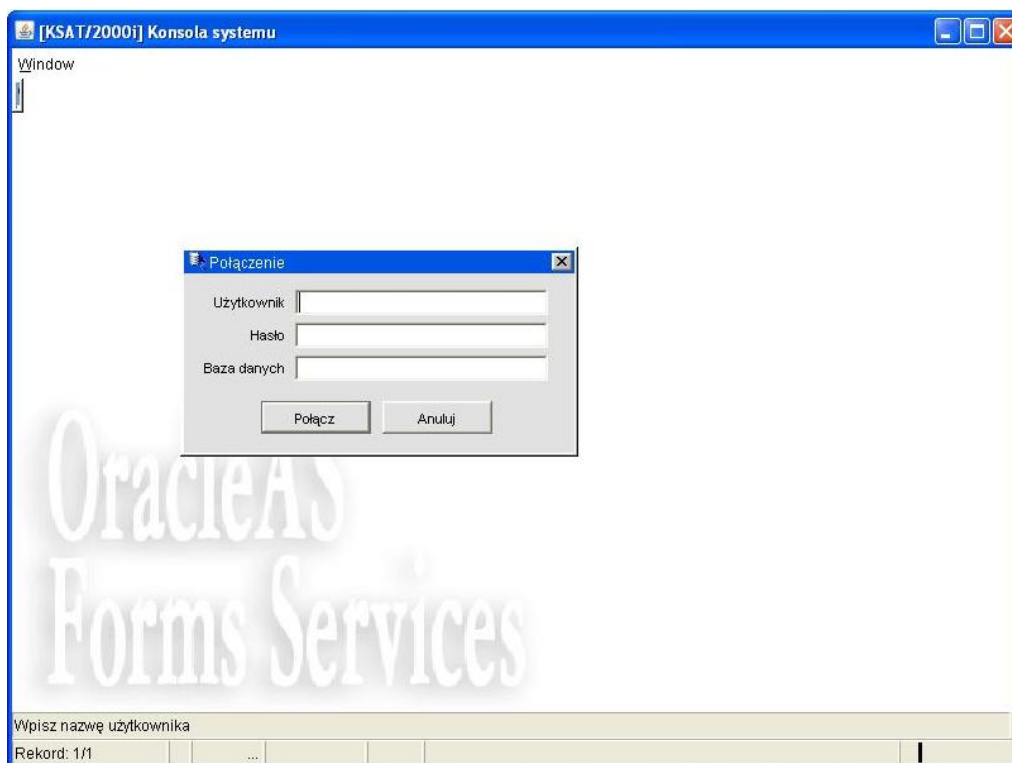 [KSAT/2000i] Konsola systemu
Window
Połączenie
Użytkownik
Hasło
Baza danych
Połącz
Anuluj
OracleAS
Forms Services
Wpisz nazwę użytkownika
Rekord: 1/1
...